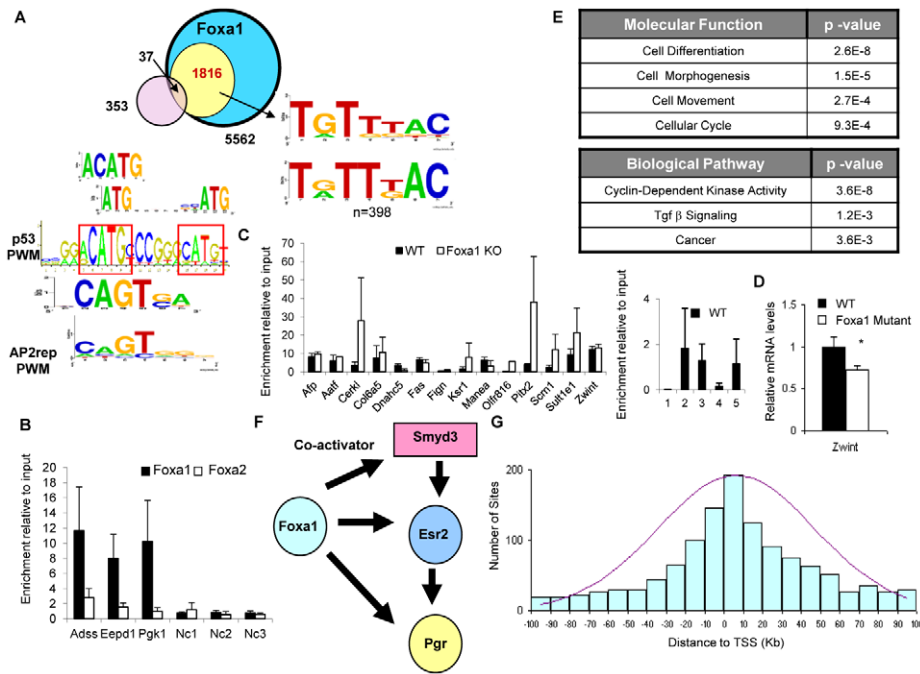 A
Foxa1
37
1816
353
5562
TGTTTAC
TGTTGAC
n=398
ACATG
ATG
ATG
p53
PWM
CAGTGA
AP2rep
PWM
B
Enrichment relative to input
20
18
16
14
12
10
8
6
4
2
0
Foxa1
Foxa2
Adss
Eepd1
Pgk1
Nc1
Nc2
Nc3
C
Enrichment relative to input
70
60
50
40
30
20
10
0
WT
Foxa1 KO
Afp
Aatf
Cerkl
Col6a5
Dnahc5
Fas
Fign
Ksr1
Manea
Olfr816
Pitx2
Scm1
Sult1e1
Zwint
Enrichment relative to input
4
2
0
WT
1 2 3 4 5
D
Relative mRNA levels
1.5
1
0.5
0
WT
Foxa1 Mutant
*
Zwint
E
Molecular Function p -value
Cell Differentiation 2.6E-8
Cell Morphogenesis 1.5E-5
Cell Movement 2.7E-4
Cellular Cycle 9.3E-4
Biological Pathway p -value
Cyclin-Dependent Kinase Activity 3.6E-8
Tgf β Signaling 1.2E-3
Cancer 3.6E-3
F
Co-activator
Smyd3
Foxa1
Esr2
Pgr
G
Number of Sites
200
100
0
-100 -90 -80 -70 -60 -50 -40 -30 -20 -10 0 10 20 30 40 50 60 70 80 90 100
Distance to TSS (Kb)